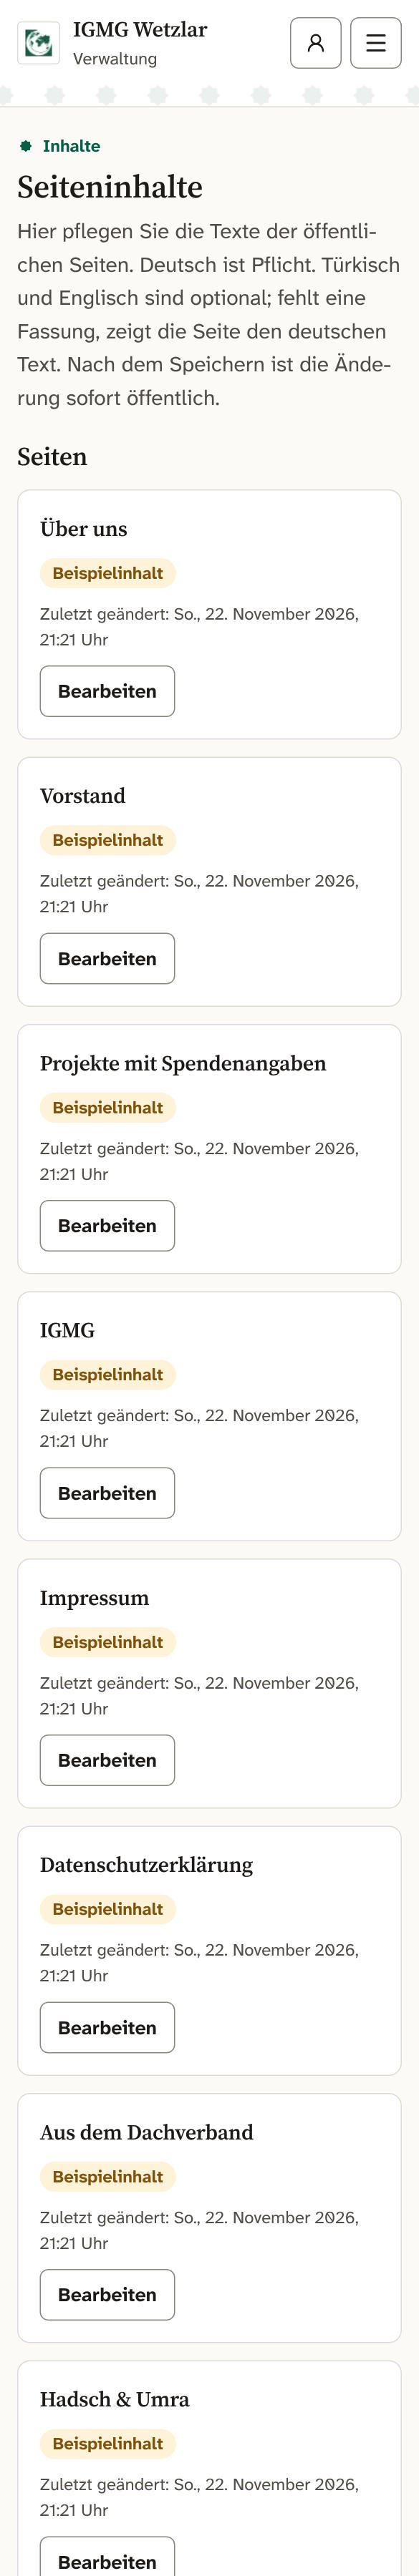 IGMG Wetzlar
Verwaltung
Inhalte
Seiteninhalte
Hier pflegen Sie die Texte der öffentli-
chen Seiten. Deutsch ist Pflicht. Türkisch
und Englisch sind optional; fehlt eine
Fassung, zeigt die Seite den deutschen
Text. Nach dem Speichern ist die Ände-
rung sofort öffentlich.
Seiten
Über uns
Beispielinhalt
Zuletzt geändert: So., 22. November 2026,
21:21 Uhr
Bearbeiten
Vorstand
Beispielinhalt
Zuletzt geändert: So., 22. November 2026,
21:21 Uhr
Bearbeiten
Projekte mit Spendenangaben
Beispielinhalt
Zuletzt geändert: So., 22. November 2026,
21:21 Uhr
Bearbeiten
IGMG
Beispielinhalt
Zuletzt geändert: So., 22. November 2026,
21:21 Uhr
Bearbeiten
Impressum
Beispielinhalt
Zuletzt geändert: So., 22. November 2026,
21:21 Uhr
Bearbeiten
Datenschutzerklärung
Beispielinhalt
Zuletzt geändert: So., 22. November 2026,
21:21 Uhr
Bearbeiten
Aus dem Dachverband
Beispielinhalt
Zuletzt geändert: So., 22. November 2026,
21:21 Uhr
Bearbeiten
Hadsch & Umra
Beispielinhalt
Zuletzt geändert: So., 22. November 2026,
21:21 Uhr
Bearbeiten